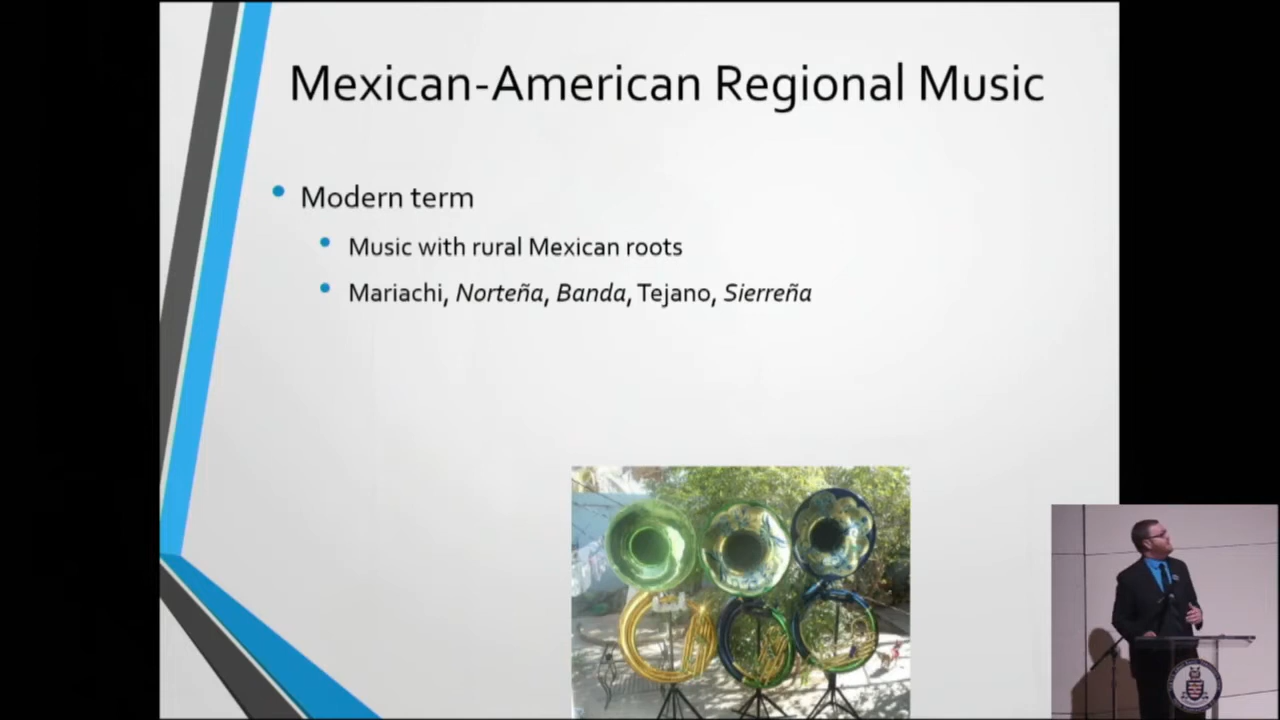 Mexican-American Regional Music
Modern term
Music with rural Mexican roots
Mariachi, Norteña, Banda, Tejano, Sierreña